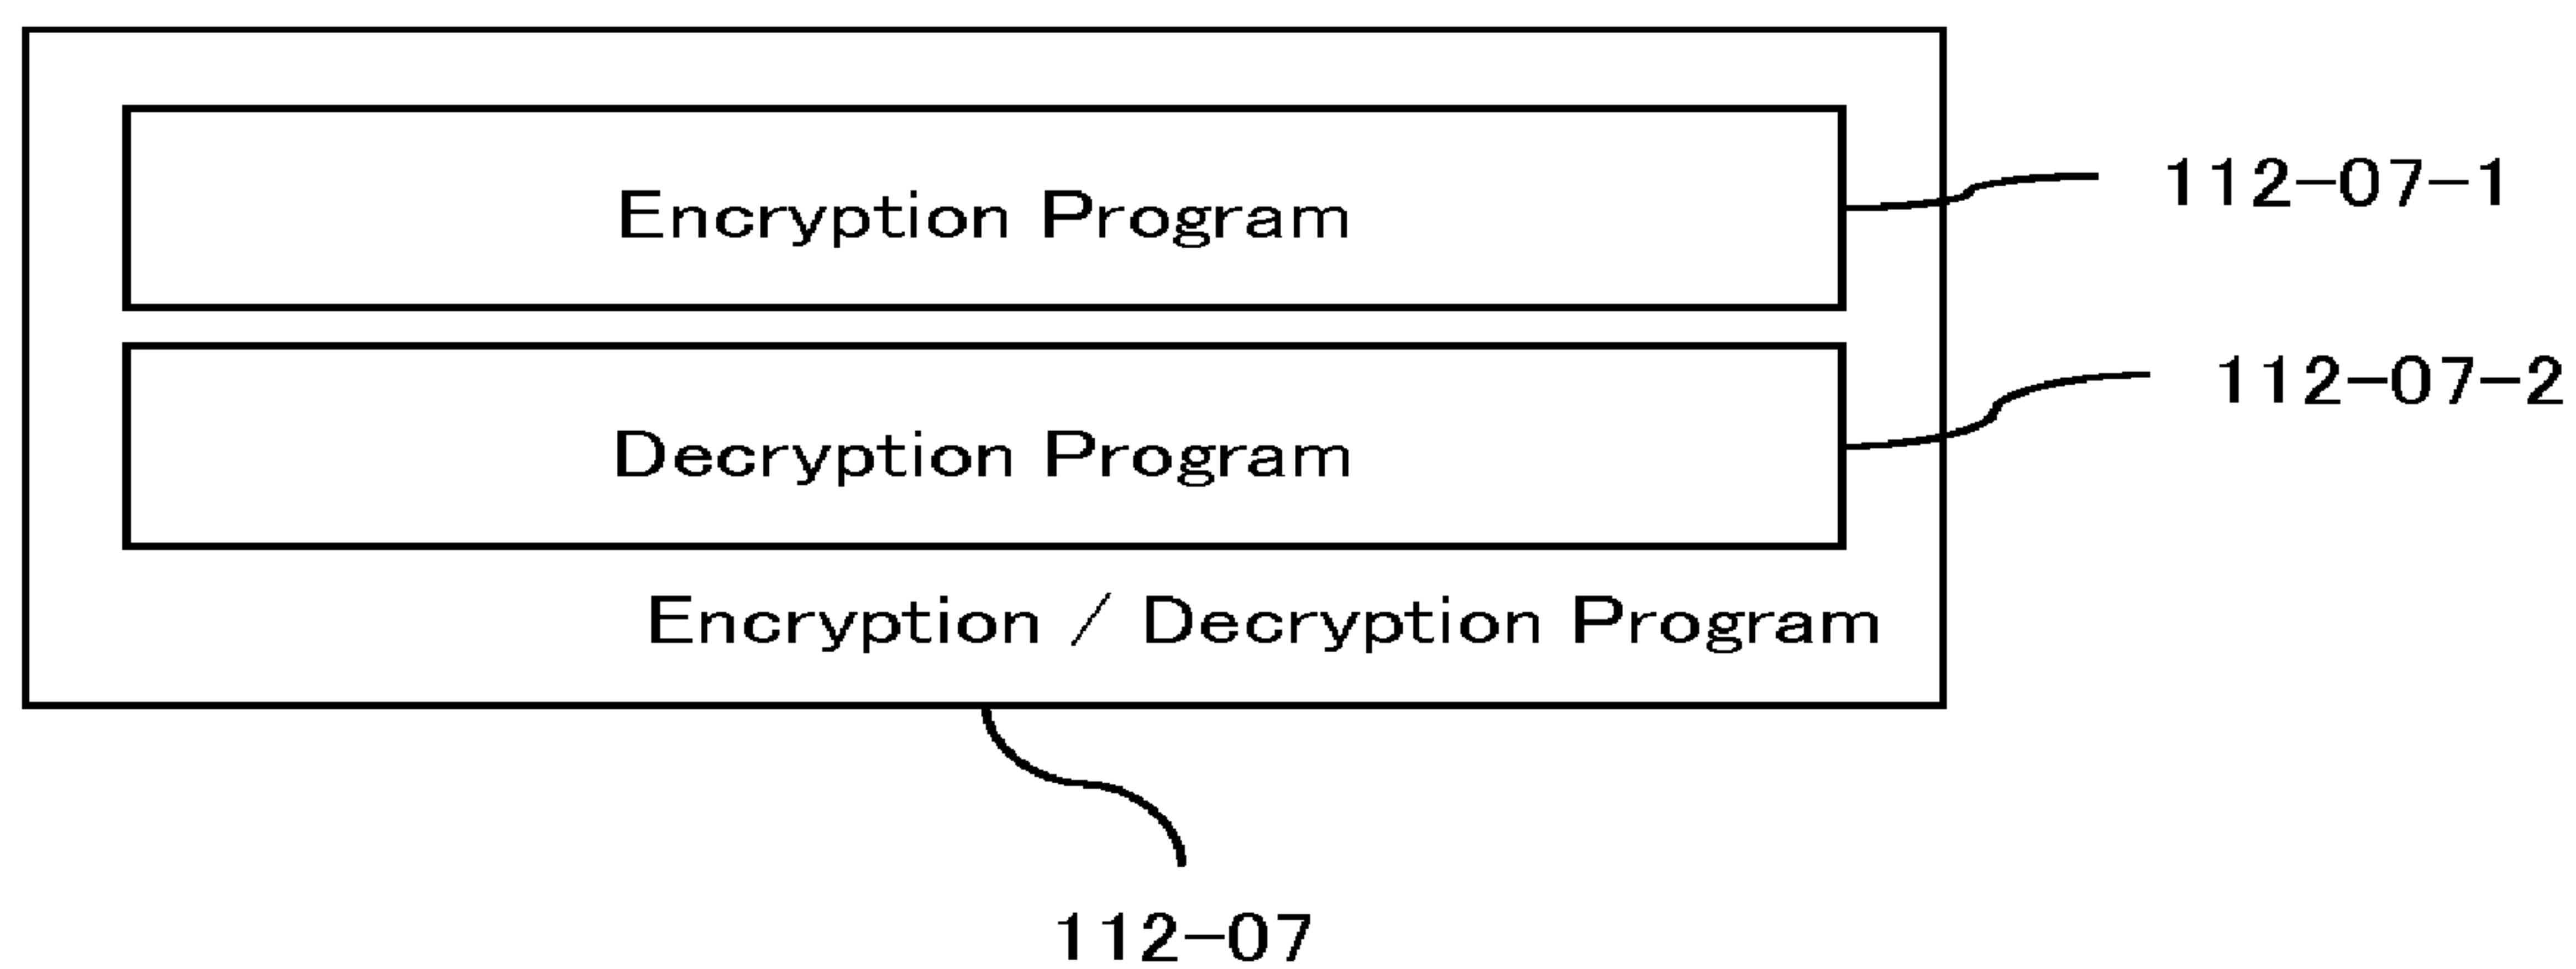 Encryption Program
112-07-1
Decryption Program
112-07-2
Encryption / Decryption Program
112-07